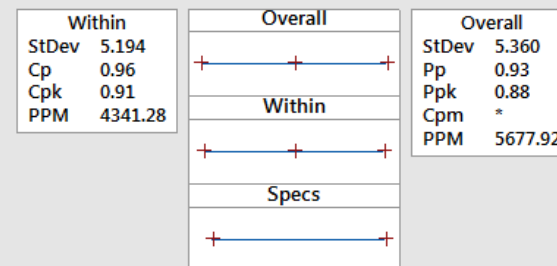 Within
StDev 5.194
Cp 0.96
Cpk 0.91
PPM 4341.28
Overall
Within
Specs
Overall
StDev 5.360
Pp 0.93
Ppk 0.88
Cpm *
PPM 5677.92